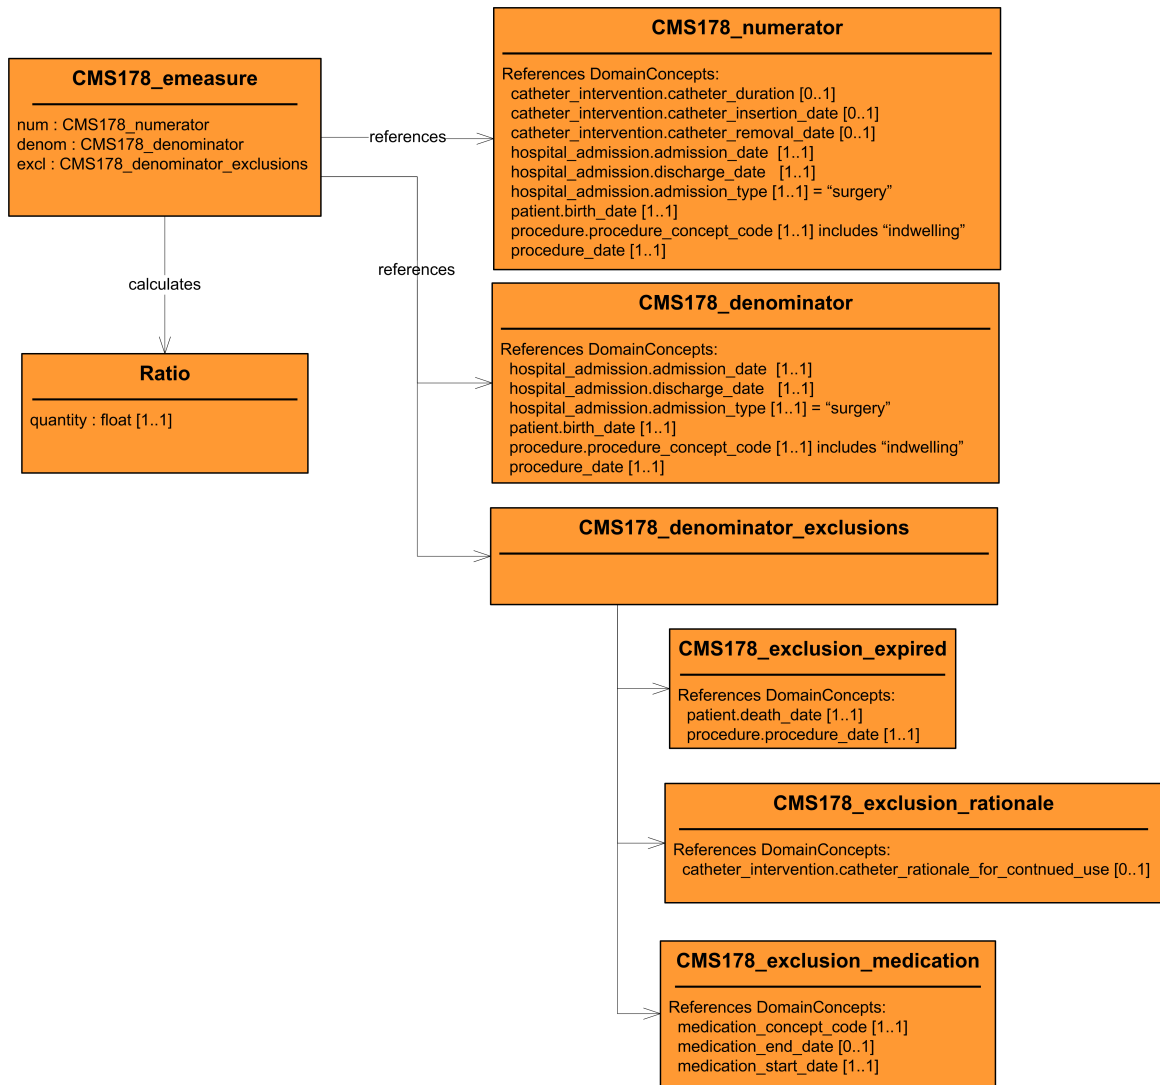 CMS178_emeasure
num : CMS178_numerator
denom : CMS178_denominator
excl : CMS178_denominator_exclusions
references
references
calculates
Ratio
quantity : float [1..1]
CMS178_numerator
References DomainConcepts:
catheter_intervention.catheter_duration [0..1]
catheter_intervention.catheter_insertion_date [0..1]
catheter_intervention.catheter_removal_date [0..1]
hospital_admission.admission_date [1..1]
hospital_admission.discharge_date [1..1]
hospital_admission.admission_type [1..1] = “surgery”
patient.birth_date [1..1]
procedure.procedure_concept_code [1..1] includes “indwelling”
procedure_date [1..1]
CMS178_denominator
References DomainConcepts:
hospital_admission.admission_date [1..1]
hospital_admission.discharge_date [1..1]
hospital_admission.admission_type [1..1] = “surgery”
patient.birth_date [1..1]
procedure.procedure_concept_code [1..1] includes “indwelling”
procedure_date [1..1]
CMS178_denominator_exclusions
CMS178_exclusion_expired
References DomainConcepts:
patient.death_date [1..1]
procedure.procedure_date [1..1]
CMS178_exclusion_rationale
References DomainConcepts:
catheter_intervention.catheter_rationale_for_contnued_use [0..1]
CMS178_exclusion_medication
References DomainConcepts:
medication_concept_code [1..1]
medication_end_date [0..1]
medication_start_date [1..1]